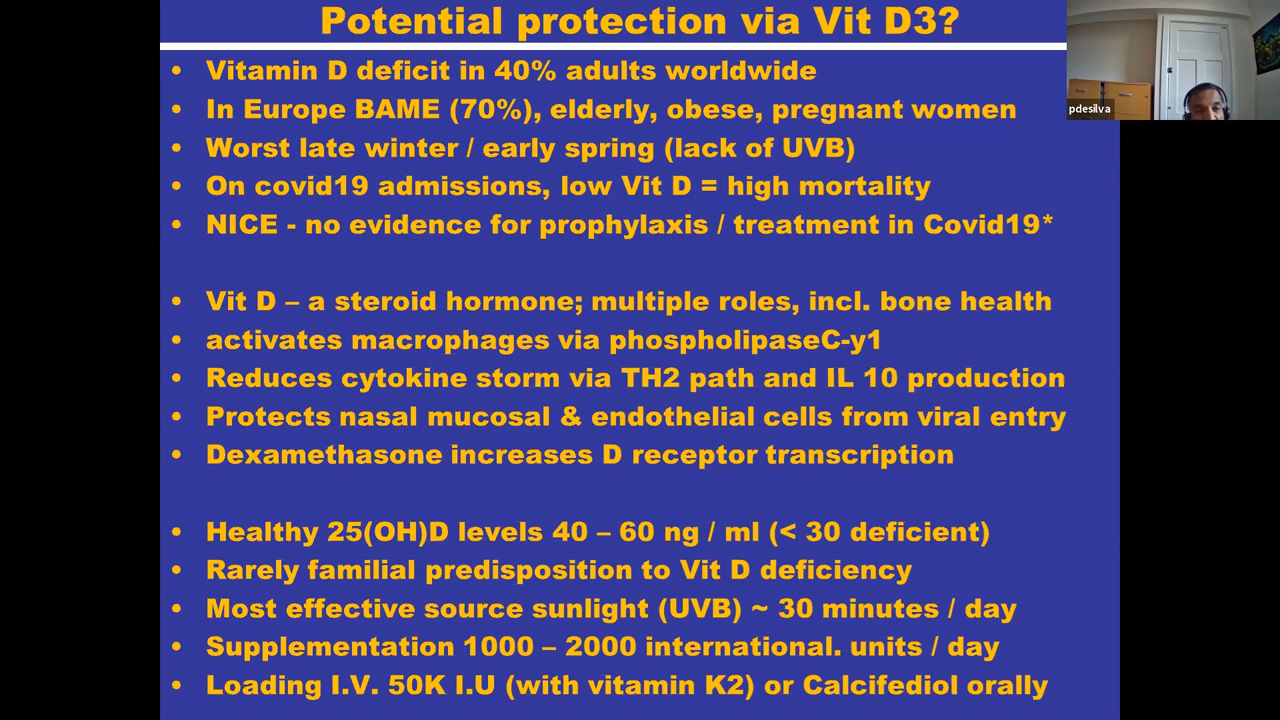 Potential protection via Vit D3?
pdesilva
• Vitamin D deficit in 40% adults worldwide
• In Europe BAME (70%), elderly, obese, pregnant women
• Worst late winter / early spring (lack of UVB)
• On covid19 admissions, low Vit D = high mortality
• NICE - no evidence for prophylaxis / treatment in Covid19*
• Vit D – a steroid hormone; multiple roles, incl. bone health
• activates macrophages via phospholipaseC-y1
• Reduces cytokine storm via TH2 path and IL 10 production
• Protects nasal mucosal & endothelial cells from viral entry
• Dexamethasone increases D receptor transcription
• Healthy 25(OH)D levels 40 – 60 ng / ml (< 30 deficient)
• Rarely familial predisposition to Vit D deficiency
• Most effective source sunlight (UVB) ~ 30 minutes / day
• Supplementation 1000 – 2000 international. units / day
• Loading I.V. 50K I.U (with vitamin K2) or Calcifediol orally